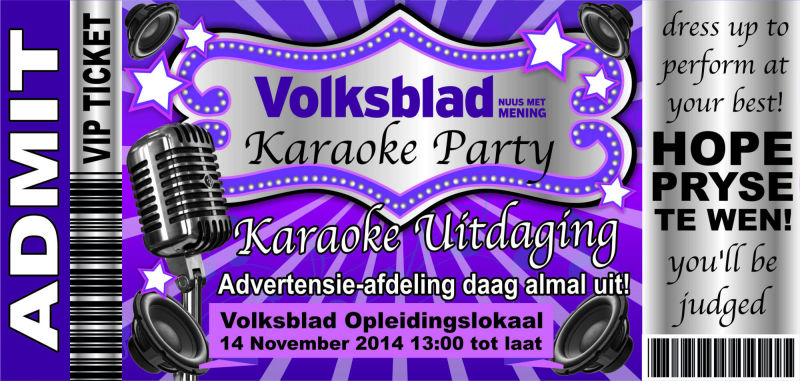 ADMIT
VIP TICKET
Volksblad
NUUS MET
MENING
Karaoke Party
Karaoke Uitdaging
Advertensie-afdeling daag almal uit!
Volksblad Opleidingslokaal
14 November 2014 13:00 tot laat
dress up to
perform at
your best!
HOPE
PRYSE
TE WEN!
you'll be
judged